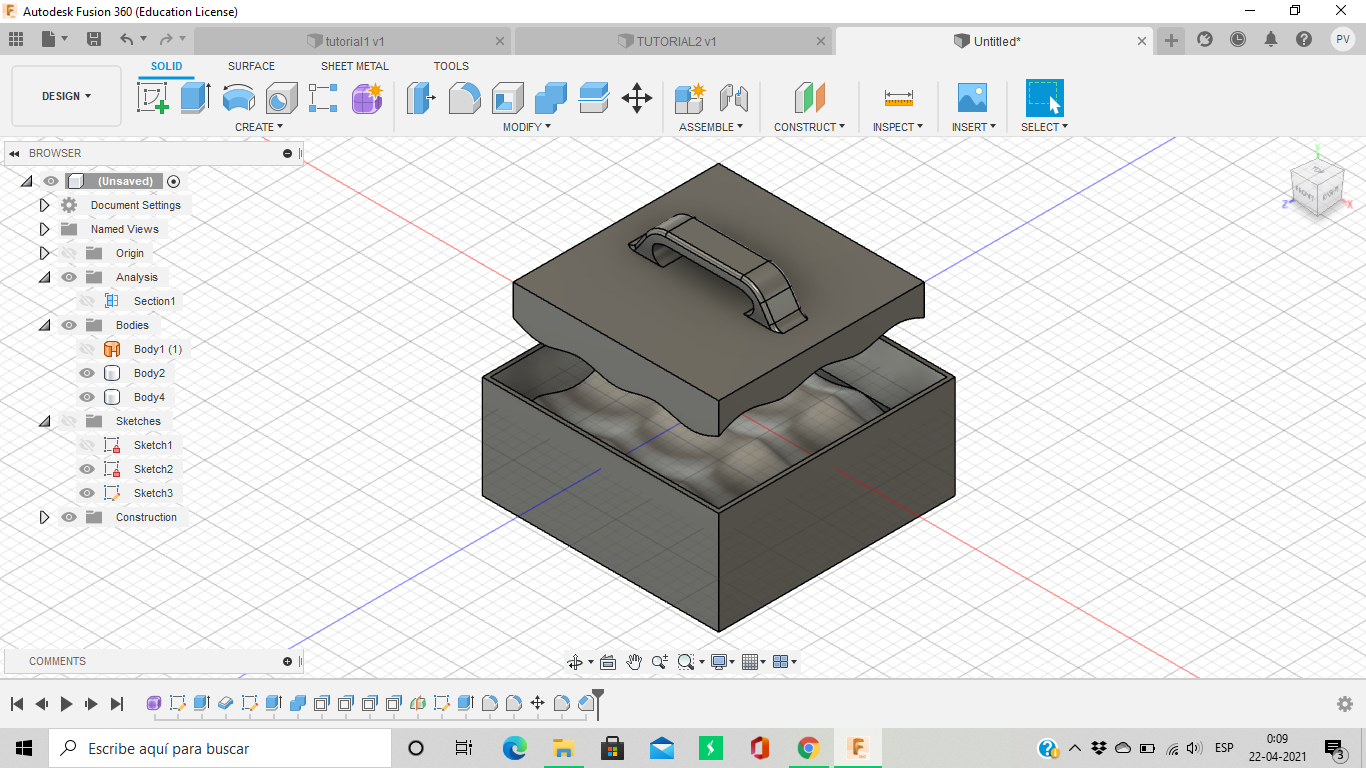 Autodesk Fusion 360 (Education License)
tutorial1 v1
TUTORIAL2 v1
Untitled*
PV
DESIGN
SOLID
SURFACE
SHEET METAL
TOOLS
CREATE
MODIFY
ASSEMBLE
CONSTRUCT
INSPECT
INSERT
SELECT
BROWSER
(Unsaved)
Document Settings
Named Views
Origin
Analysis
Section1
Bodies
Body1 (1)
Body2
Body4
Sketches
Sketch1
Sketch2
Sketch3
Construction
Y
Z
X
COMMENTS
Escribe aquí para buscar
ESP
0:09
22-04-2021
3